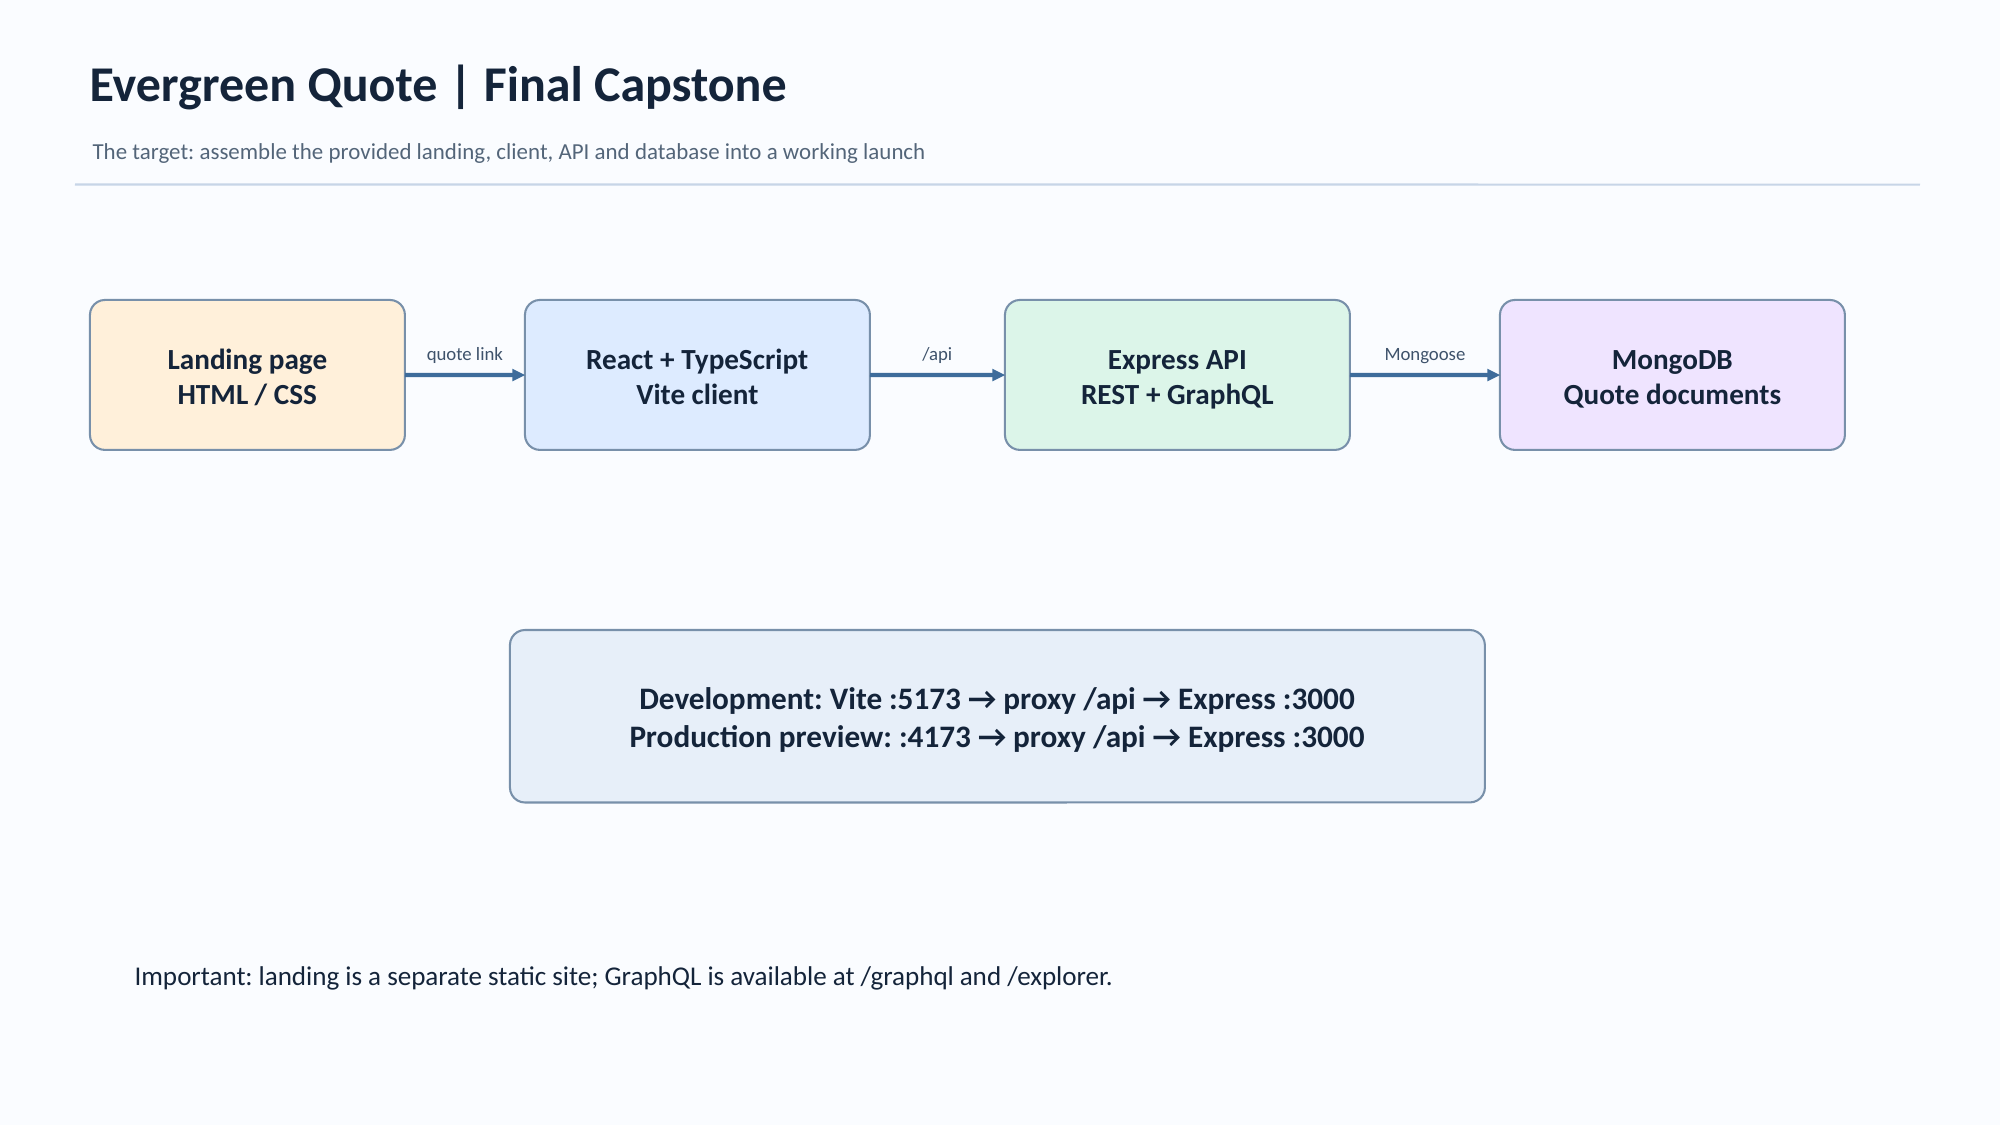 Evergreen Quote | Final Capstone
The target: assemble the provided landing, client, API and database into a working launch
Landing page
HTML / CSS
quote link
React + TypeScript
Vite client
/api
Express API
REST + GraphQL
Mongoose
MongoDB
Quote documents
Development: Vite :5173 → proxy /api → Express :3000
Production preview: :4173 → proxy /api → Express :3000
Important: landing is a separate static site; GraphQL is available at /graphql and /explorer.